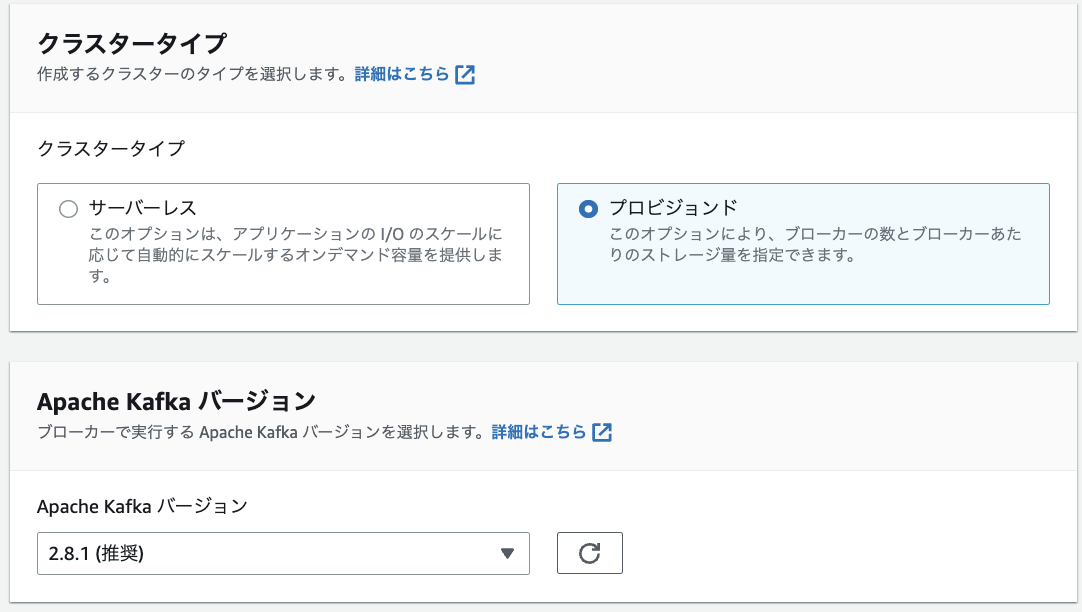 クラスタータイプ
作成するクラスターのタイプを選択します。詳細はこちら
クラスタータイプ
サーバーレス
このオプションは、アプリケーションの I/O のスケールに
応じて自動的にスケールするオンデマンド容量を提供しま
す。
プロビジョンド
このオプションにより、ブローカーの数とブローカーあた
りのストレージ量を指定できます。
Apache Kafka バージョン
ブローカーで実行する Apache Kafka バージョンを選択します。詳細はこちら
Apache Kafka バージョン
2.8.1 (推奨)